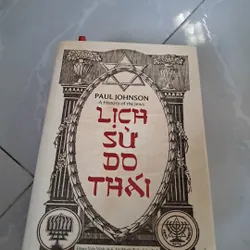 PAUL JOHNSON
A History of the Jews
LỊCH
SỬ
DO
THÁI